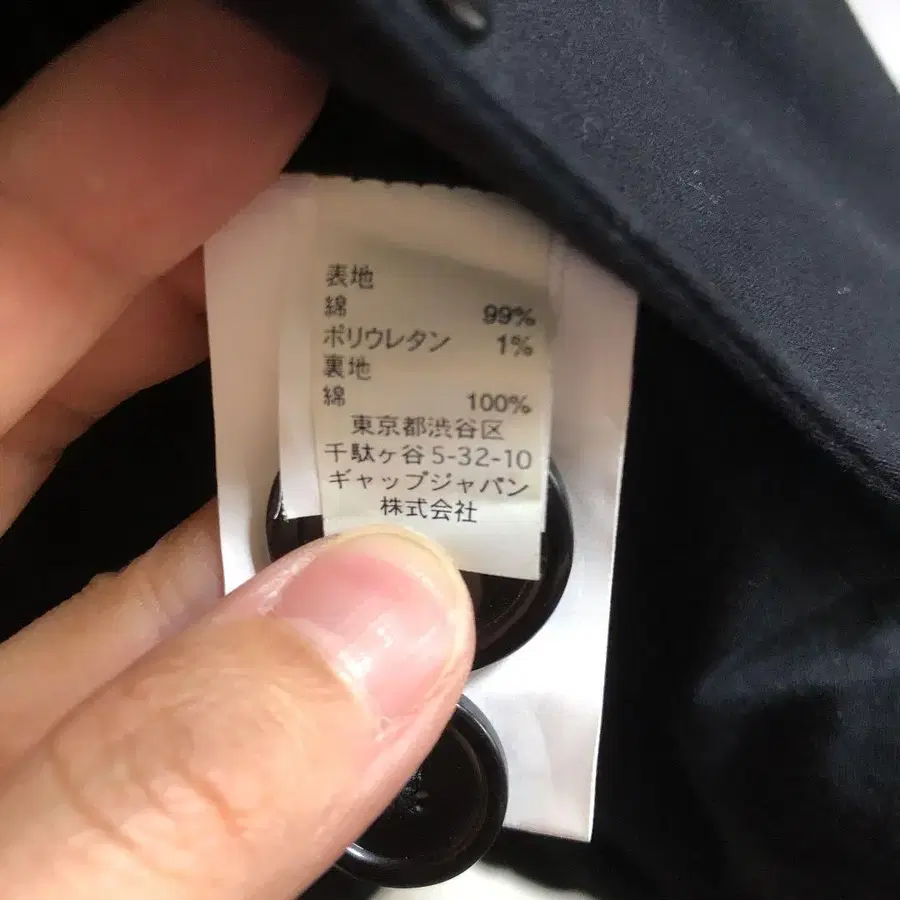 表地
綿 99%
ポリウレタン 1%
裏地
綿 100%
東京都渋谷区
千駄ヶ谷5-32-10
ギャップジャパン
株式会社